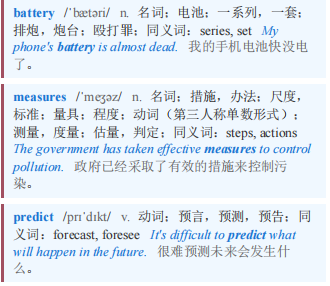 battery /ˈbætəri/ n. 名词；电池；一系列，一套；
排炮，炮台；殴打罪；同义词：series, set My
phone's battery is almost dead. 我的手机电池快没电
了。
measures /ˈmeʒəz/ n. 名词；措施，办法；尺度，
标准；量具；程度；动词（第三人称单数形式）；
测量，度量；估量，判定；同义词：steps, actions
The government has taken effective measures to control
pollution. 政府已经采取了有效的措施来控制污
染。
predict /prɪˈdɪkt/ v. 动词；预言，预测，预告；同
义词：forecast, foresee It's difficult to predict what
will happen in the future. 很难预测未来会发生什
么。